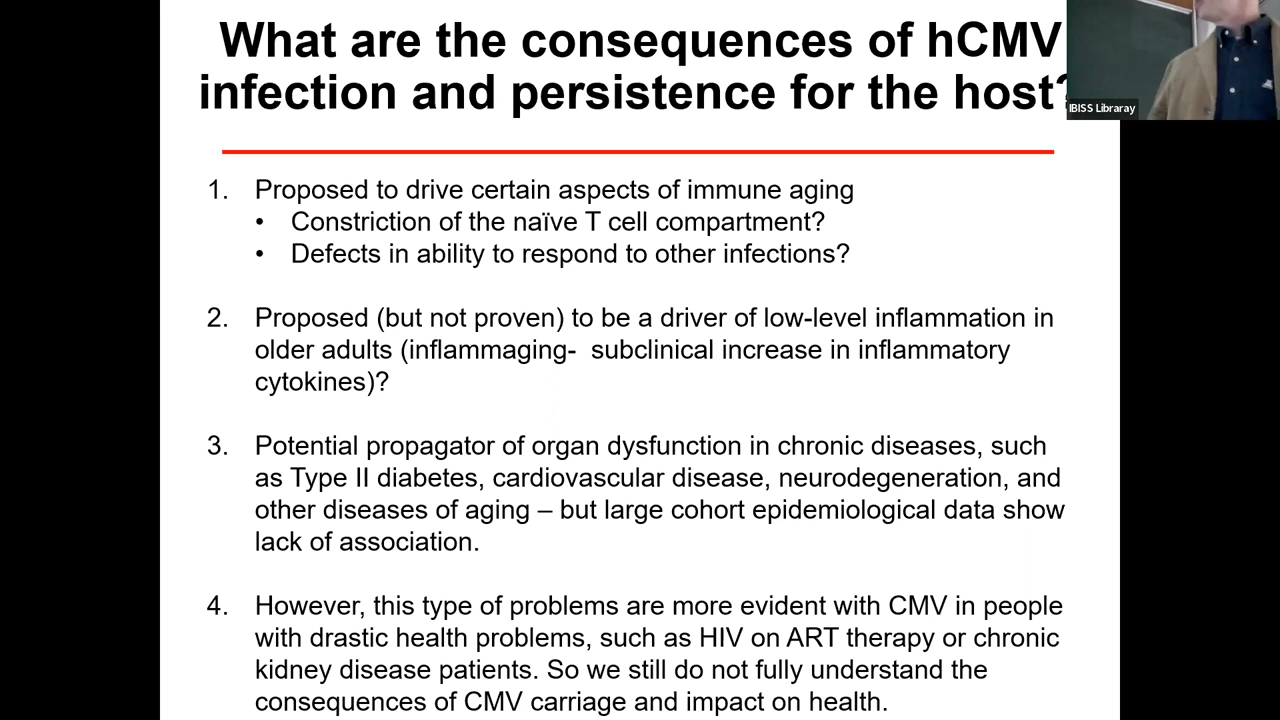 What are the consequences of hCMV
infection and persistence for the host?
IBISS Libraray
1. Proposed to drive certain aspects of immune aging
• Constriction of the naïve T cell compartment?
• Defects in ability to respond to other infections?
2. Proposed (but not proven) to be a driver of low-level inflammation in
older adults (inflammaging- subclinical increase in inflammatory
cytokines)?
3. Potential propagator of organ dysfunction in chronic diseases, such
as Type II diabetes, cardiovascular disease, neurodegeneration, and
other diseases of aging – but large cohort epidemiological data show
lack of association.
4. However, this type of problems are more evident with CMV in people
with drastic health problems, such as HIV on ART therapy or chronic
kidney disease patients. So we still do not fully understand the
consequences of CMV carriage and impact on health.